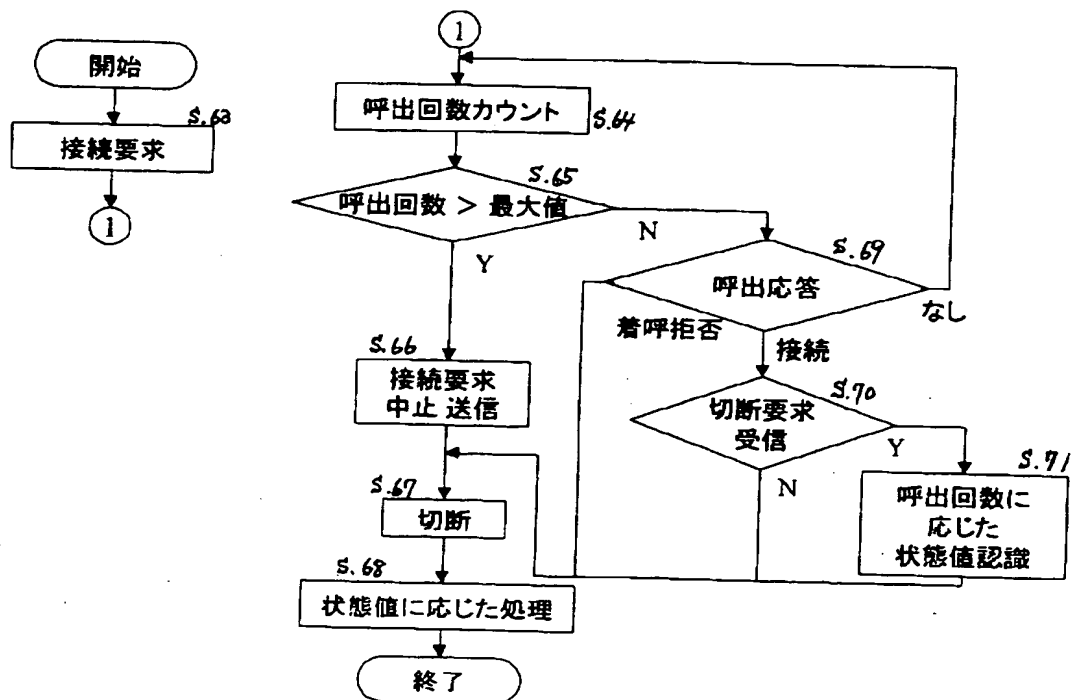 開始
S.63
接続要求
1
1
呼出回数カウント
S.64
S.65
呼出回数 > 最大値
N
Y
S.69
呼出応答
なし
着呼拒否
接続
S.66
接続要求
中止 送信
S.70
切断要求
受信
Y
N
S.71
呼出回数に
応じた
状態値認識
S.67
切断
S.68
状態値に応じた処理
終了